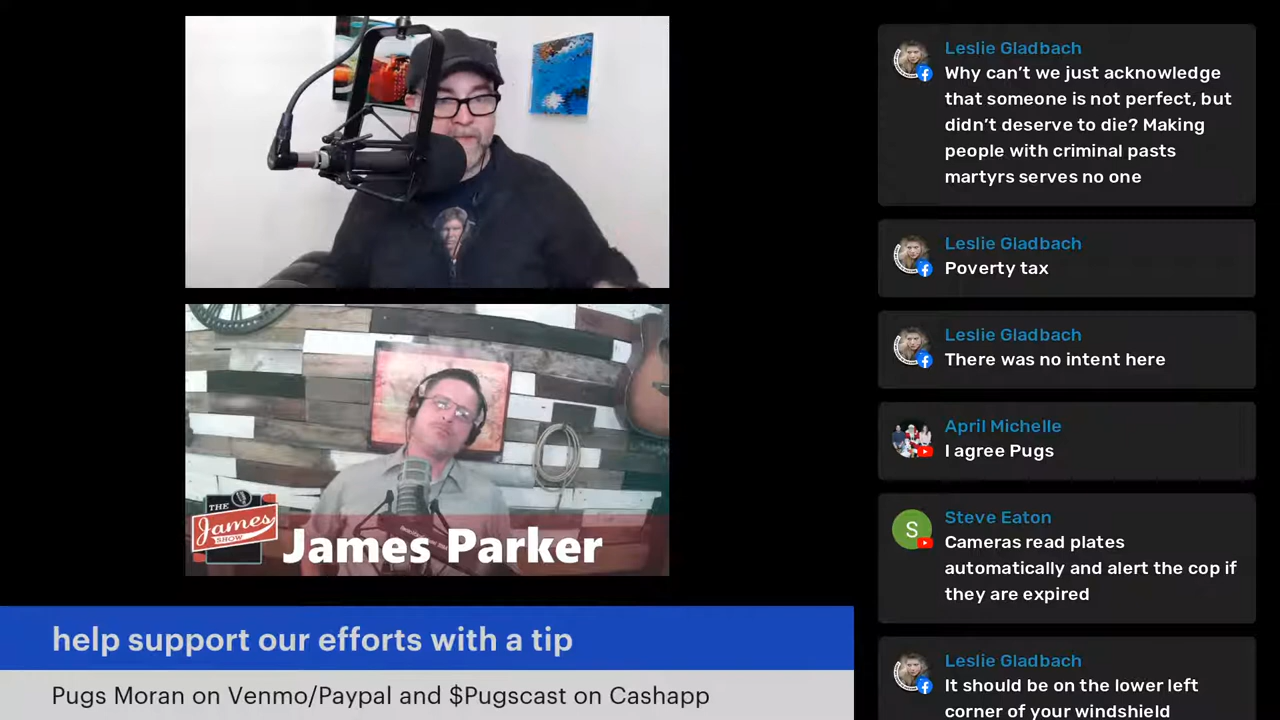 THE
James
SHOW
James Parker
help support our efforts with a tip
Pugs Moran on Venmo/Paypal and $Pugscast on Cashapp
Leslie Gladbach
Why can’t we just acknowledge
that someone is not perfect, but
didn’t deserve to die? Making
people with criminal pasts
martyrs serves no one
Leslie Gladbach
Poverty tax
Leslie Gladbach
There was no intent here
April Michelle
I agree Pugs
S
Steve Eaton
Cameras read plates
automatically and alert the cop if
they are expired
Leslie Gladbach
It should be on the lower left
corner of your windshield